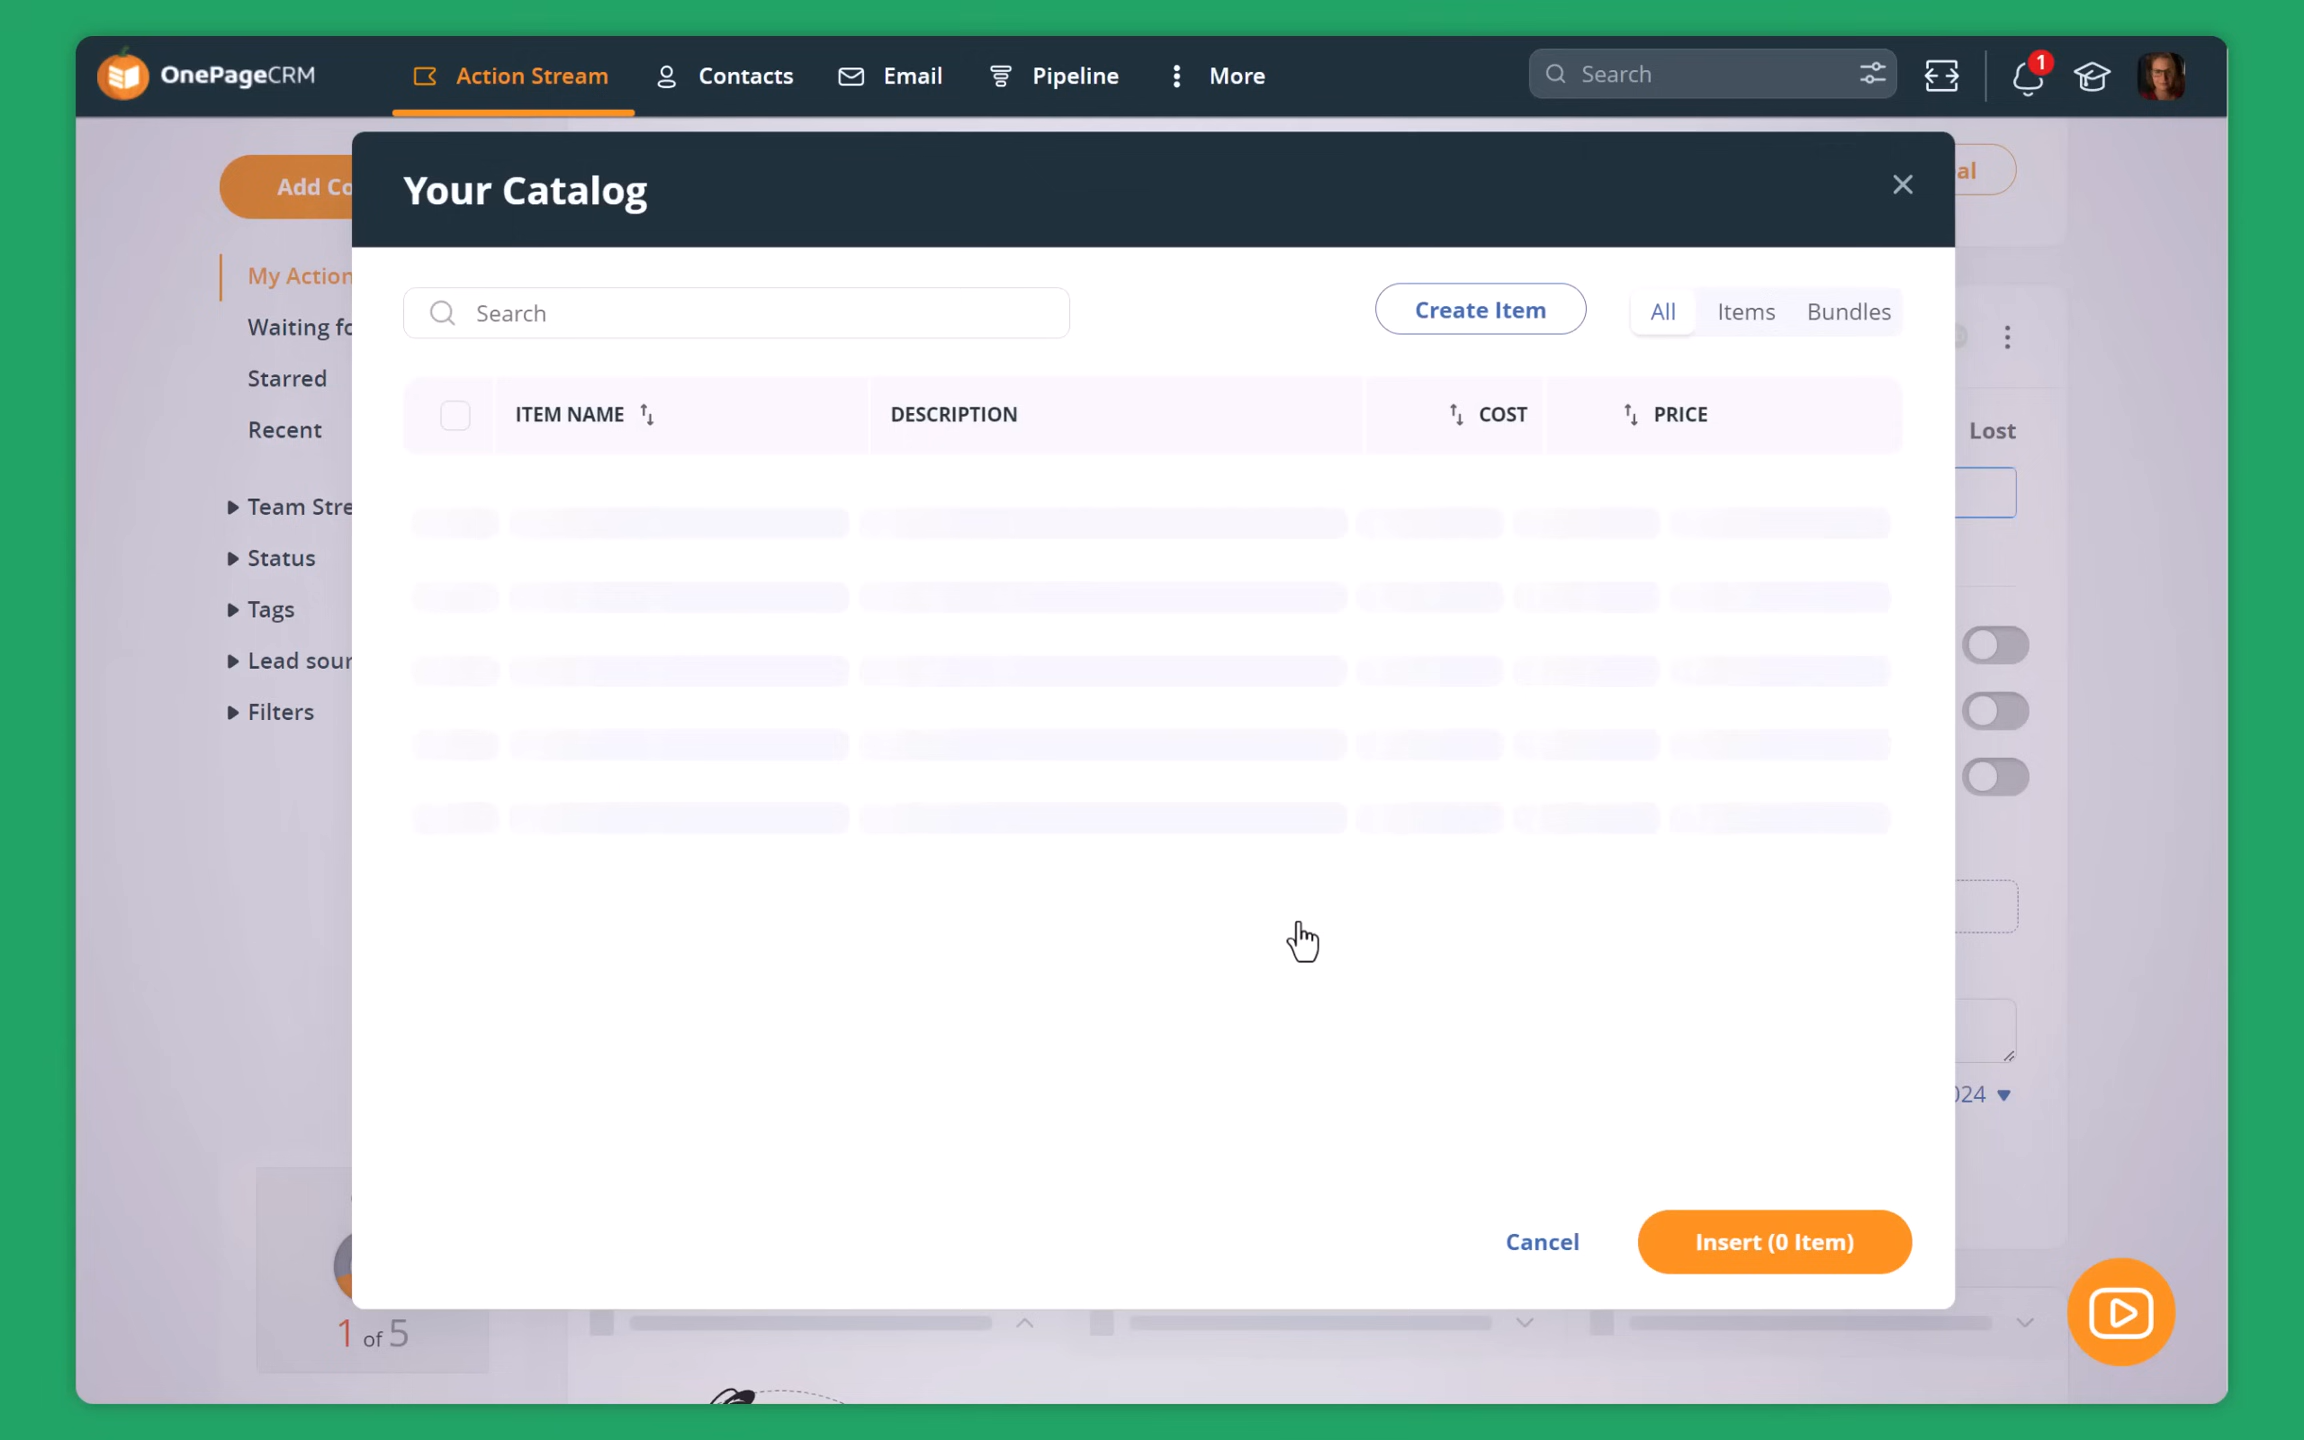 OnePageCRM Action Stream Contacts Email Pipeline More Search 1
Your Catalog
Add Co
al
My Action
Waiting fo
Starred
Recent
Team Stre
Status
Tags
Lead sour
Filters
Search
Create Item
All Items Bundles
ITEM NAME DESCRIPTION COST PRICE
Lost
024
Cancel
Insert (0 Item)
1 of 5